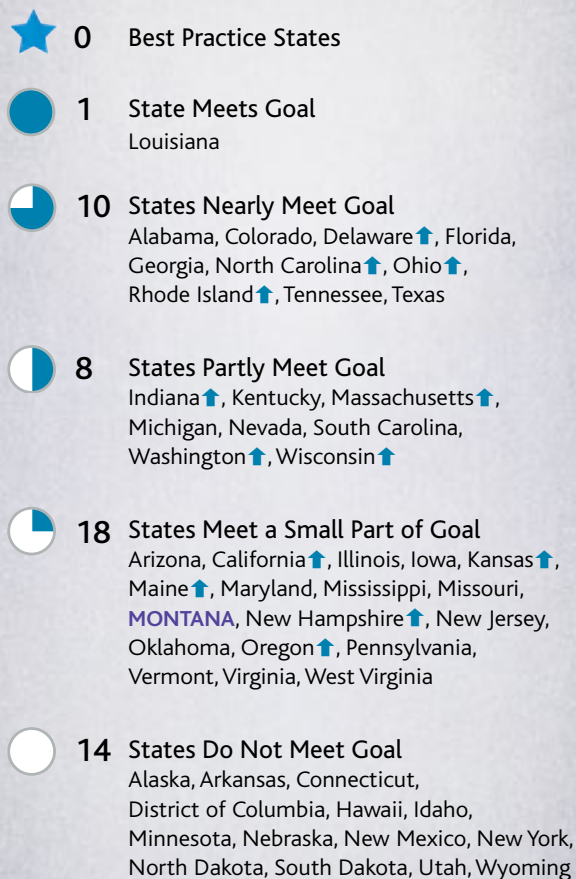 0 Best Practice States
1 State Meets Goal
Louisiana
10 States Nearly Meet Goal
Alabama, Colorado, Delaware⬆, Florida,
Georgia, North Carolina⬆, Ohio⬆,
Rhode Island⬆, Tennessee, Texas
8 States Partly Meet Goal
Indiana⬆, Kentucky, Massachusetts⬆,
Michigan, Nevada, South Carolina,
Washington⬆, Wisconsin⬆
18 States Meet a Small Part of Goal
Arizona, California⬆, Illinois, Iowa, Kansas⬆,
Maine⬆, Maryland, Mississippi, Missouri,
MONTANA, New Hampshire⬆, New Jersey,
Oklahoma, Oregon⬆, Pennsylvania,
Vermont, Virginia, West Virginia
14 States Do Not Meet Goal
Alaska, Arkansas, Connecticut,
District of Columbia, Hawaii, Idaho,
Minnesota, Nebraska, New Mexico, New York,
North Dakota, South Dakota, Utah, Wyoming